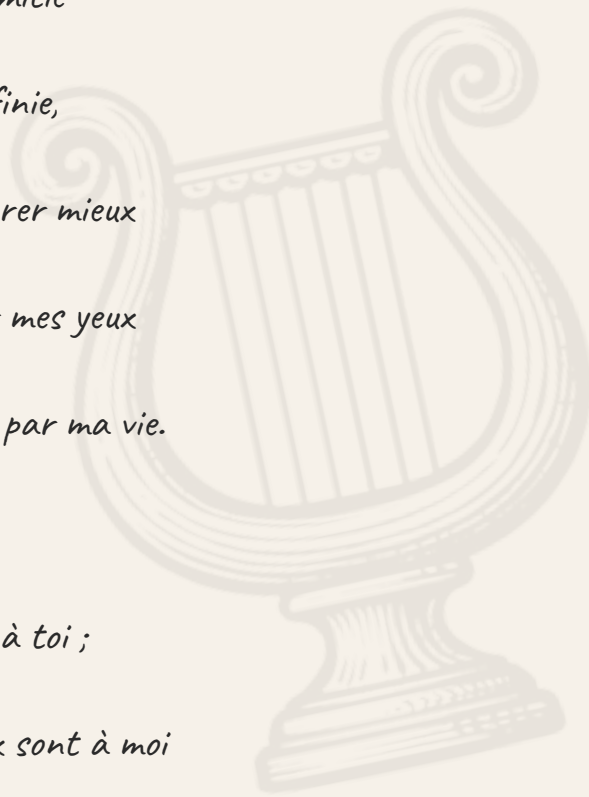 finie,
rer mieux
mes yeux
par ma vie.
à toi ;
sont à moi